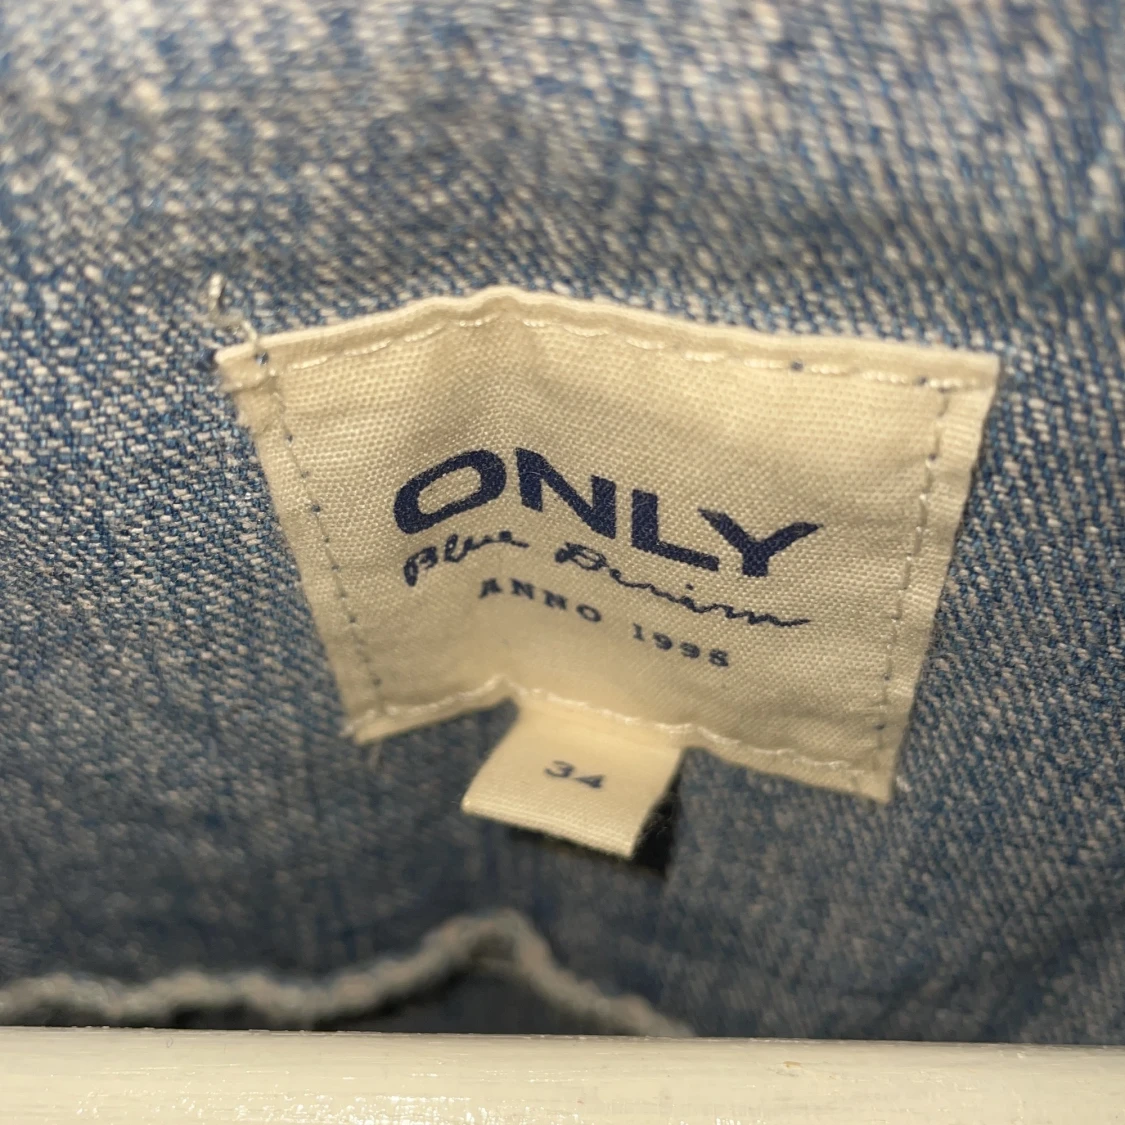 ONLY
Blue Denim
ANNO 1995
34